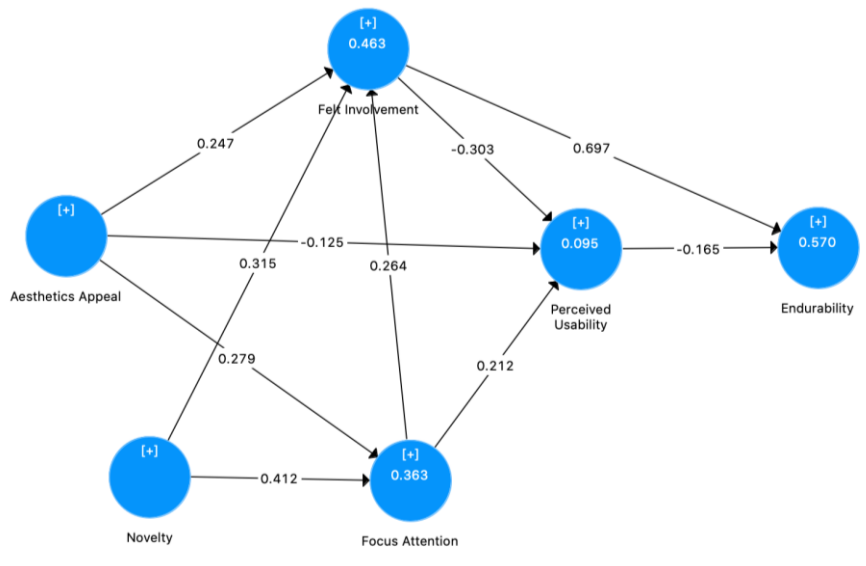 [+]
0.463
Felt Involvement
0.247
-0.303
0.697
[+]
Aesthetics Appeal
-0.125
0.315
0.264
[+]
0.095
Perceived
Usability
-0.165
[+]
0.570
Endurability
0.279
0.212
[+]
Novelty
0.412
[+]
0.363
Focus Attention